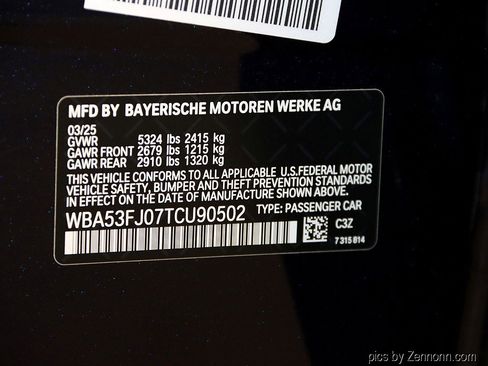 MFD BY BAYERISCHE MOTOREN WERKE AG
03/25
GVWR 5324 lbs 2415 kg
GAWR FRONT 2679 lbs 1215 kg
GAWR REAR 2910 lbs 1320 kg
THIS VEHICLE CONFORMS TO ALL APPLICABLE U.S.FEDERAL MOTOR
VEHICLE SAFETY, BUMPER AND THEFT PREVENTION STANDARDS
IN EFFECT ON THE DATE OF MANUFACTURE SHOWN ABOVE.
WBA53FJ07TCU90502 TYPE: PASSENGER CAR
C3Z
7 315 814
pics by Zennonn.com